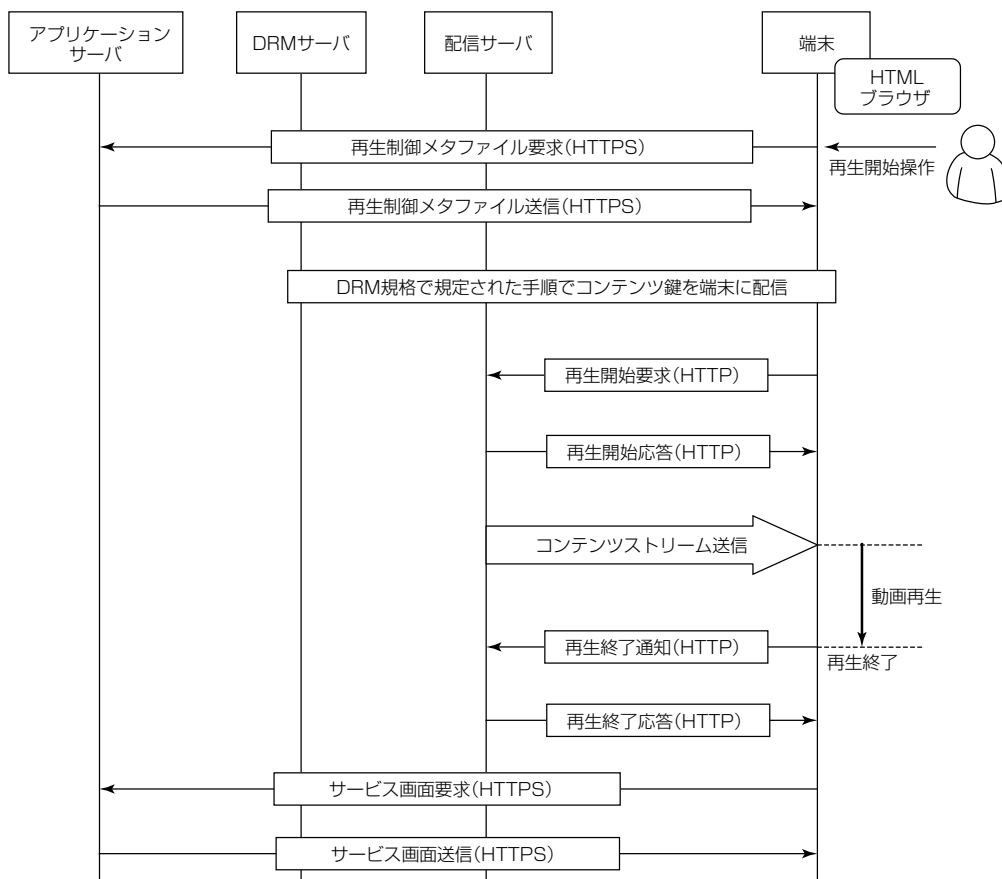 アプリケーション
サーバ
DRMサーバ
配信サーバ
端末
HTML
ブラウザ
再生制御メタファイル要求(HTTPS)
再生開始操作
再生制御メタファイル送信(HTTPS)
DRM規格で規定された手順でコンテンツ鍵を端末に配信
再生開始要求(HTTP)
再生開始応答(HTTP)
コンテンツストリーム送信
動画再生
再生終了通知(HTTP)
再生終了
再生終了応答(HTTP)
サービス画面要求(HTTPS)
サービス画面送信(HTTPS)